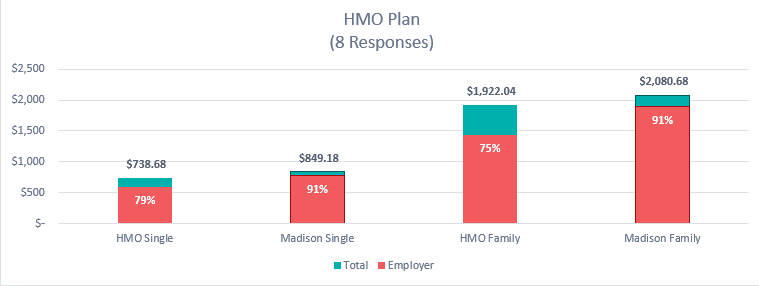 HMO Plan
(8 Responses)
$2,500
$2,000
$1,500
$1,000
$500
$-
$738.68
79%
$849.18
91%
$1,922.04
75%
$2,080.68
91%
HMO Single
Madison Single
HMO Family
Madison Family
Total
Employer